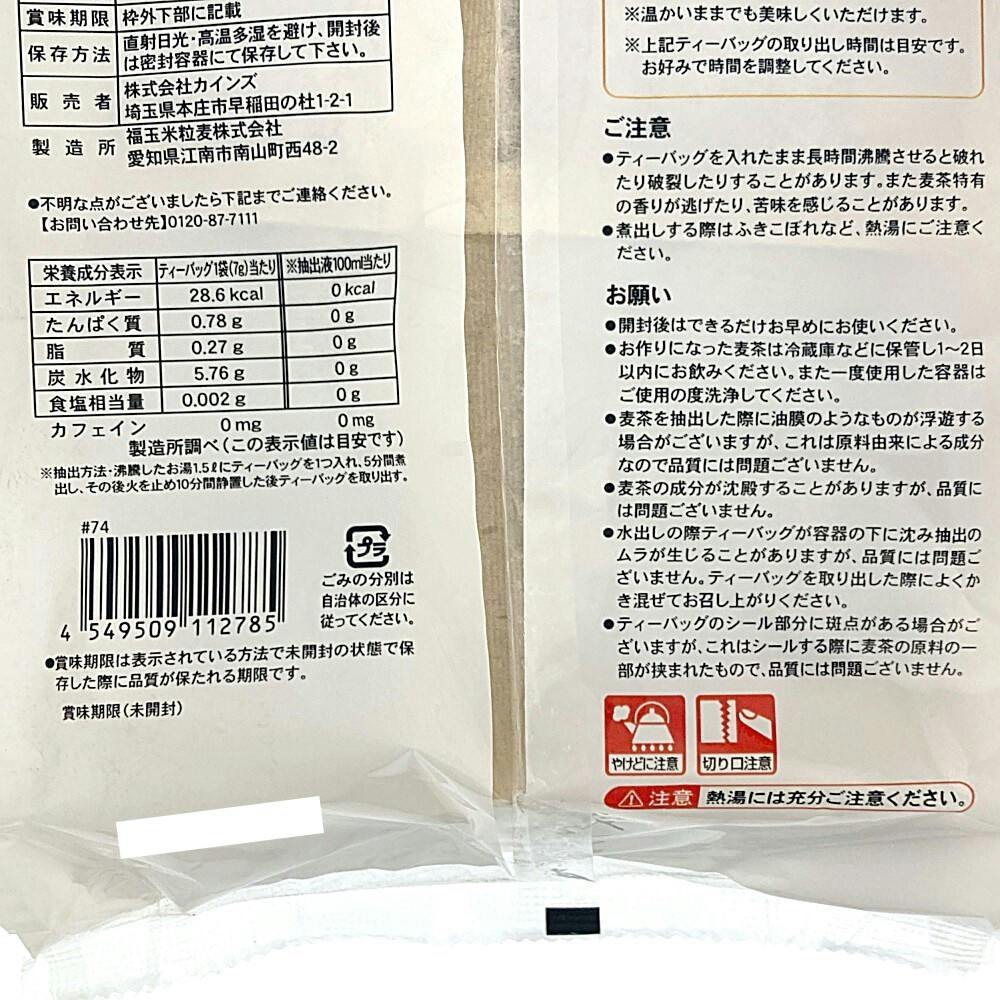 賞味期限 枠外下部に記載
保存方法 直射日光・高温多湿を避け、開封後
は密封容器にて保存して下さい。
販売者 株式会社カインズ
埼玉県本庄市早稲田の杜1-2-1
製造所 福玉米粒麦株式会社
愛知県江南市南山町西48-2
●不明な点がございましたら下記までご連絡ください。
【お問い合わせ先】0120-87-7111
栄養成分表示 ティーバッグ1袋(7g)当たり ※抽出液100ml当たり
エネルギー 28.6 kcal 0 kcal
たんぱく質 0.78 g 0 g
脂質 0.27 g 0 g
炭水化物 5.76 g 0 g
食塩相当量 0.002 g 0 g
カフェイン 0 mg 0 mg
製造所調べ(この表示値は目安です)
※抽出方法・沸騰したお湯1.5ℓにティーバッグを1つ入れ、5分間煮
出し、その後火を止め10分間静置した後ティーバッグを取り出す。
#74
4 549509 112785
プラ
ごみの分別は
自治体の区分に
従ってください。
●賞味期限は表示されている方法で未開封の状態で保
存した際に品質が保たれる期限です。
賞味期限(未開封)
※温かいままでも美味しくいただけます。
※上記ティーバッグの取り出し時間は目安です。
お好みで時間を調整してください。
ご注意
●ティーバッグを入れたまま長時間沸騰させると破れ
たり破裂したりすることがあります。また麦茶特有
の香りが逃げたり、苦味を感じることがあります。
●煮出しする際はふきこぼれなど、熱湯にご注意く
ださい。
お願い
●開封後はできるだけお早めにお使いください。
●お作りになった麦茶は冷蔵庫などに保管し1〜2日
以内にお飲みください。また一度使用した容器は
ご使用の度洗浄してください。
●麦茶を抽出した際に油膜のようなものが浮遊する
場合がございますが、これは原料由来による成分
なので品質には問題ございません。
●麦茶の成分が沈殿することがありますが、品質に
は問題ございません。
●水出しの際ティーバッグが容器の下に沈み抽出の
ムラが生じることがありますが、品質には問題ご
ざいません。ティーバッグを取り出した際によくか
き混ぜてお召し上がりください。
●ティーバッグのシール部分に斑点がある場合がご
ざいますが、これはシールする際に麦茶の原料の一
部が挟まれたもので、品質には問題ございません。
やけどに注意 切り口注意
注意 熱湯には充分ご注意ください。